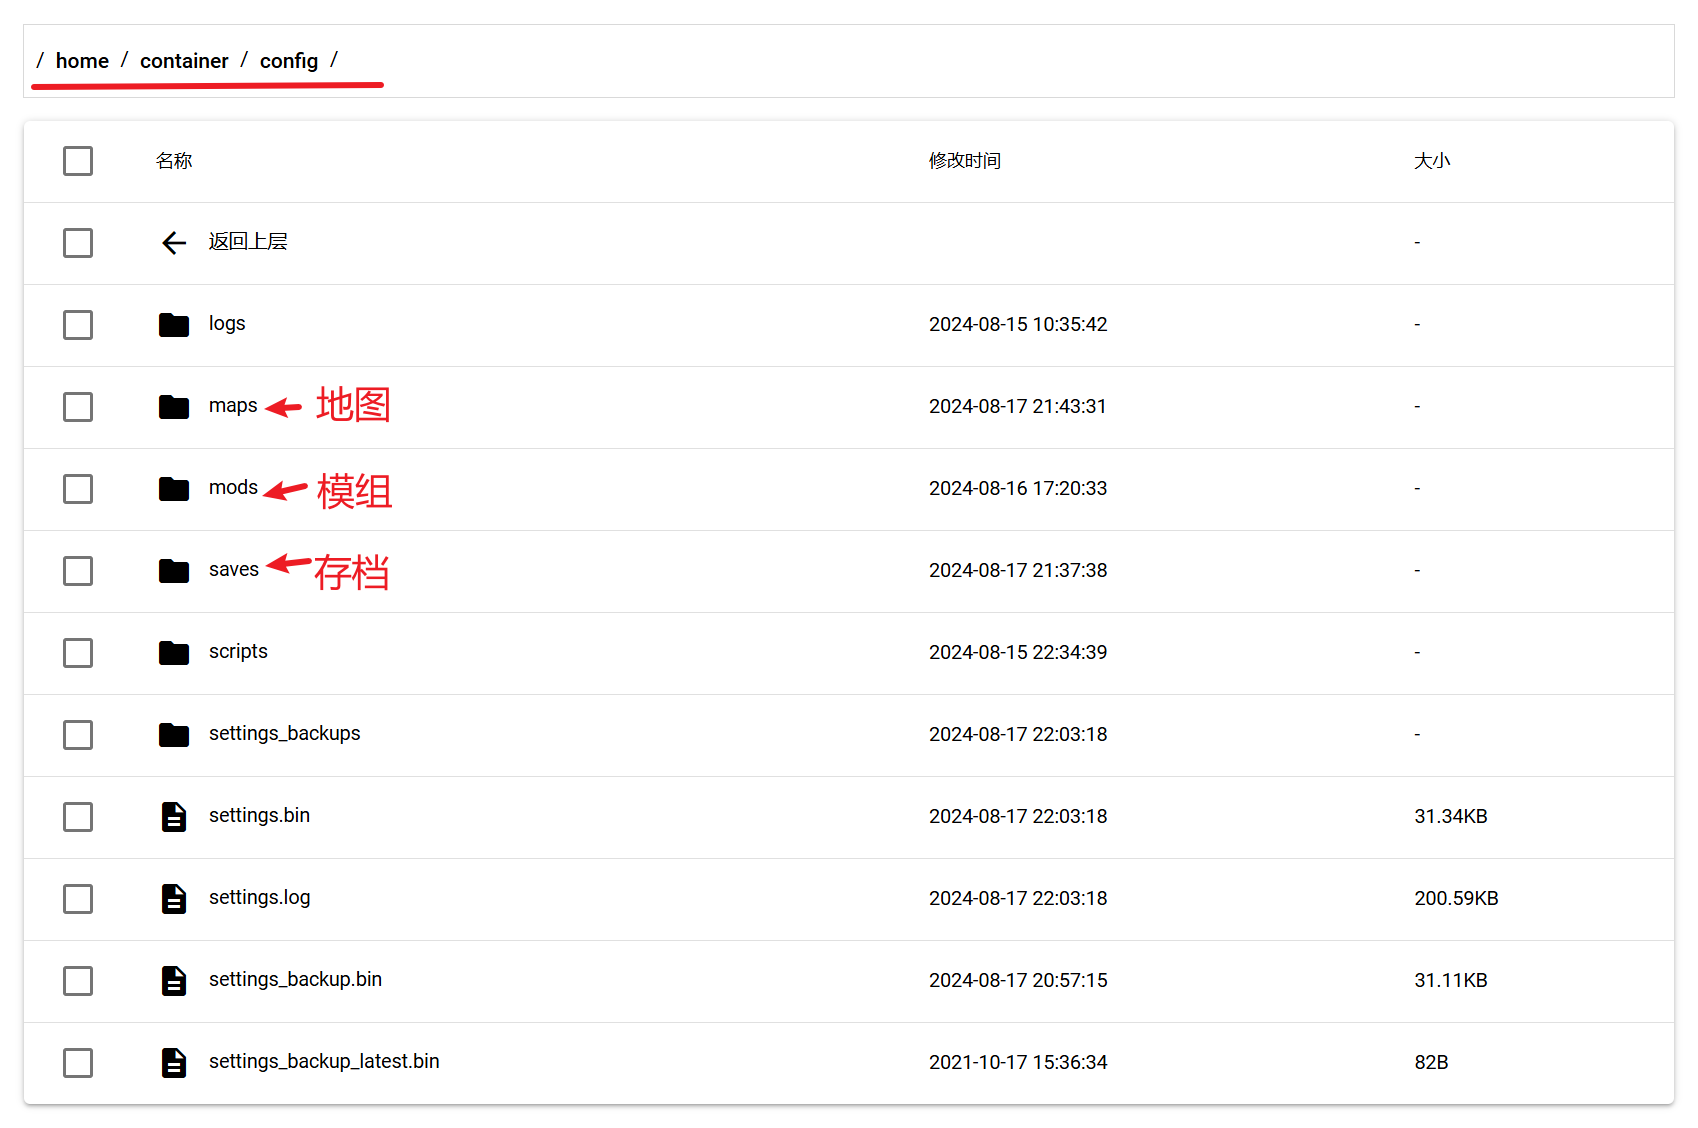 / home / container / config /
名称 修改时间 大小
返回上层 -
logs 2024-08-15 10:35:42 -
maps 地图 2024-08-17 21:43:31 -
mods 模组 2024-08-16 17:20:33 -
saves 存档 2024-08-17 21:37:38 -
scripts 2024-08-15 22:34:39 -
settings_backups 2024-08-17 22:03:18 -
settings.bin 2024-08-17 22:03:18 31.34KB
settings.log 2024-08-17 22:03:18 200.59KB
settings_backup.bin 2024-08-17 20:57:15 31.11KB
settings_backup_latest.bin 2021-10-17 15:36:34 82B